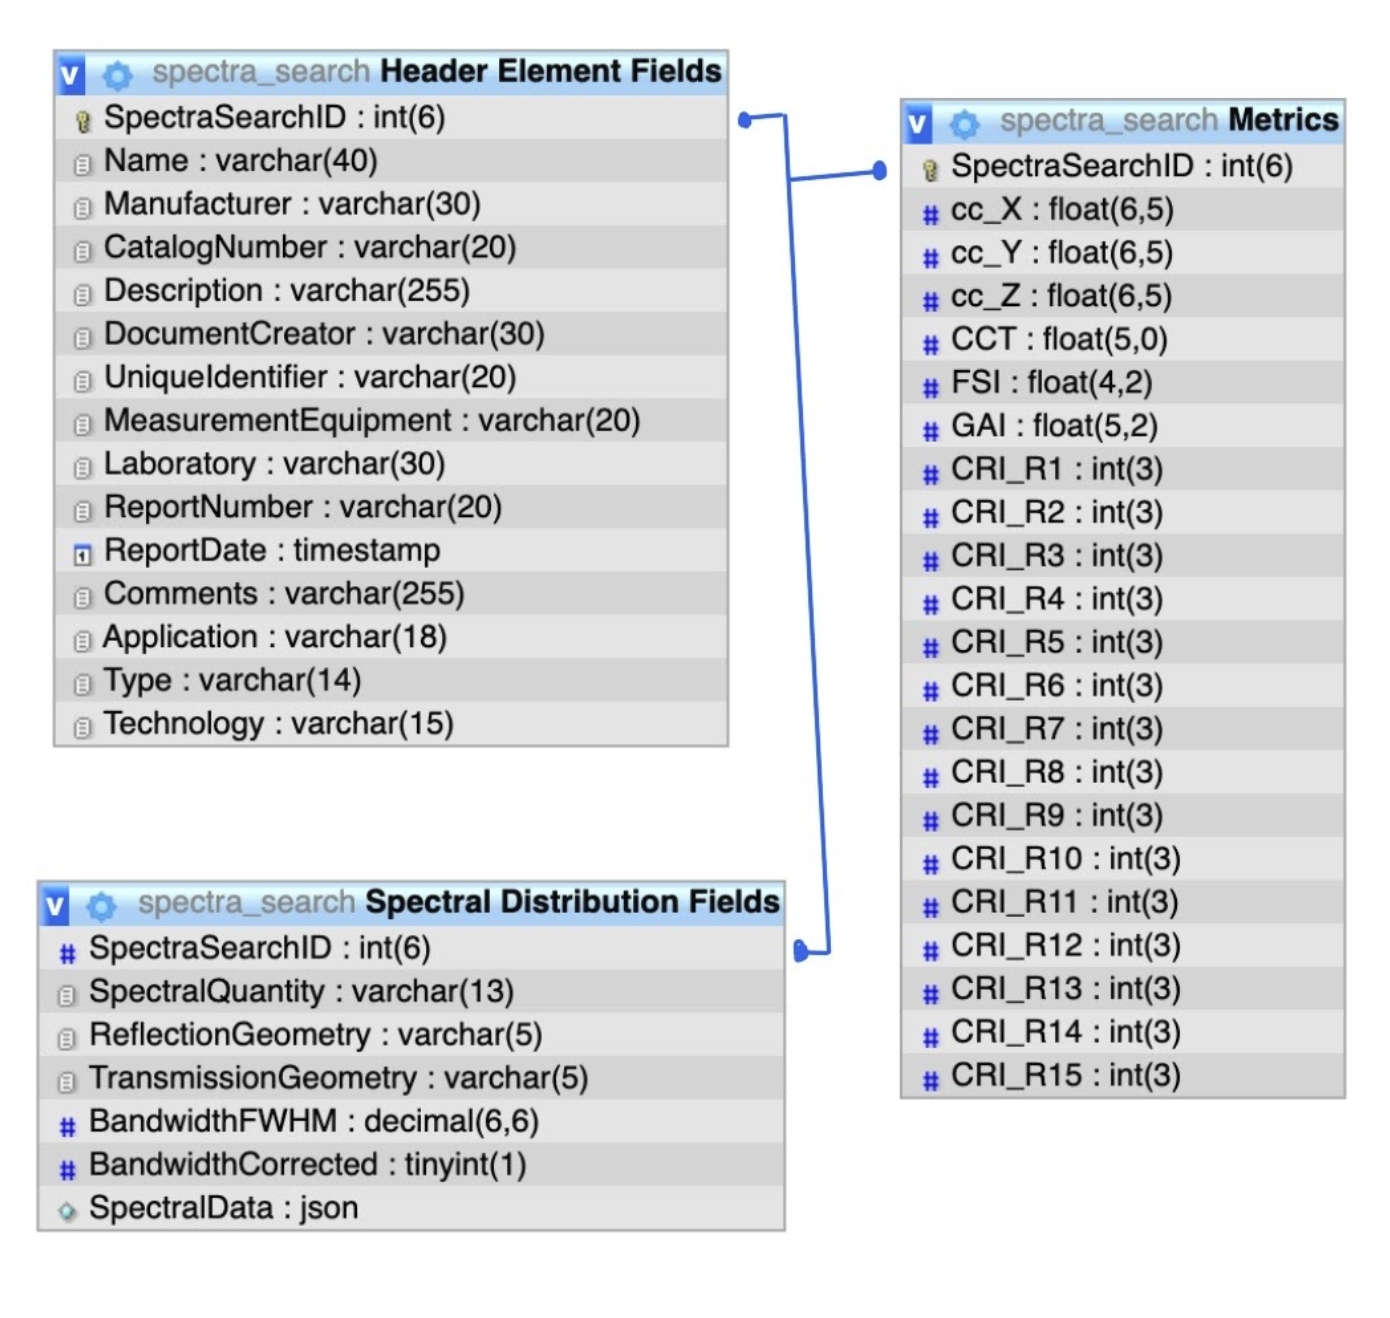 v spectra_search Header Element Fields
SpectraSearchID : int(6)
Name : varchar(40)
Manufacturer : varchar(30)
CatalogNumber : varchar(20)
Description : varchar(255)
DocumentCreator : varchar(30)
UniqueIdentifier : varchar(20)
MeasurementEquipment : varchar(20)
Laboratory : varchar(30)
ReportNumber : varchar(20)
ReportDate : timestamp
Comments : varchar(255)
Application : varchar(18)
Type : varchar(14)
Technology : varchar(15)
v spectra_search Metrics
SpectraSearchID : int(6)
# cc_X : float(6,5)
# cc_Y : float(6,5)
# cc_Z : float(6,5)
# CCT : float(5,0)
# FSI : float(4,2)
# GAI : float(5,2)
# CRI_R1 : int(3)
# CRI_R2 : int(3)
# CRI_R3 : int(3)
# CRI_R4 : int(3)
# CRI_R5 : int(3)
# CRI_R6 : int(3)
# CRI_R7 : int(3)
# CRI_R8 : int(3)
# CRI_R9 : int(3)
# CRI_R10 : int(3)
# CRI_R11 : int(3)
# CRI_R12 : int(3)
# CRI_R13 : int(3)
# CRI_R14 : int(3)
# CRI_R15 : int(3)
v spectra_search Spectral Distribution Fields
# SpectraSearchID : int(6)
SpectralQuantity : varchar(13)
ReflectionGeometry : varchar(5)
TransmissionGeometry : varchar(5)
# BandwidthFWHM : decimal(6,6)
# BandwidthCorrected : tinyint(1)
SpectralData : json